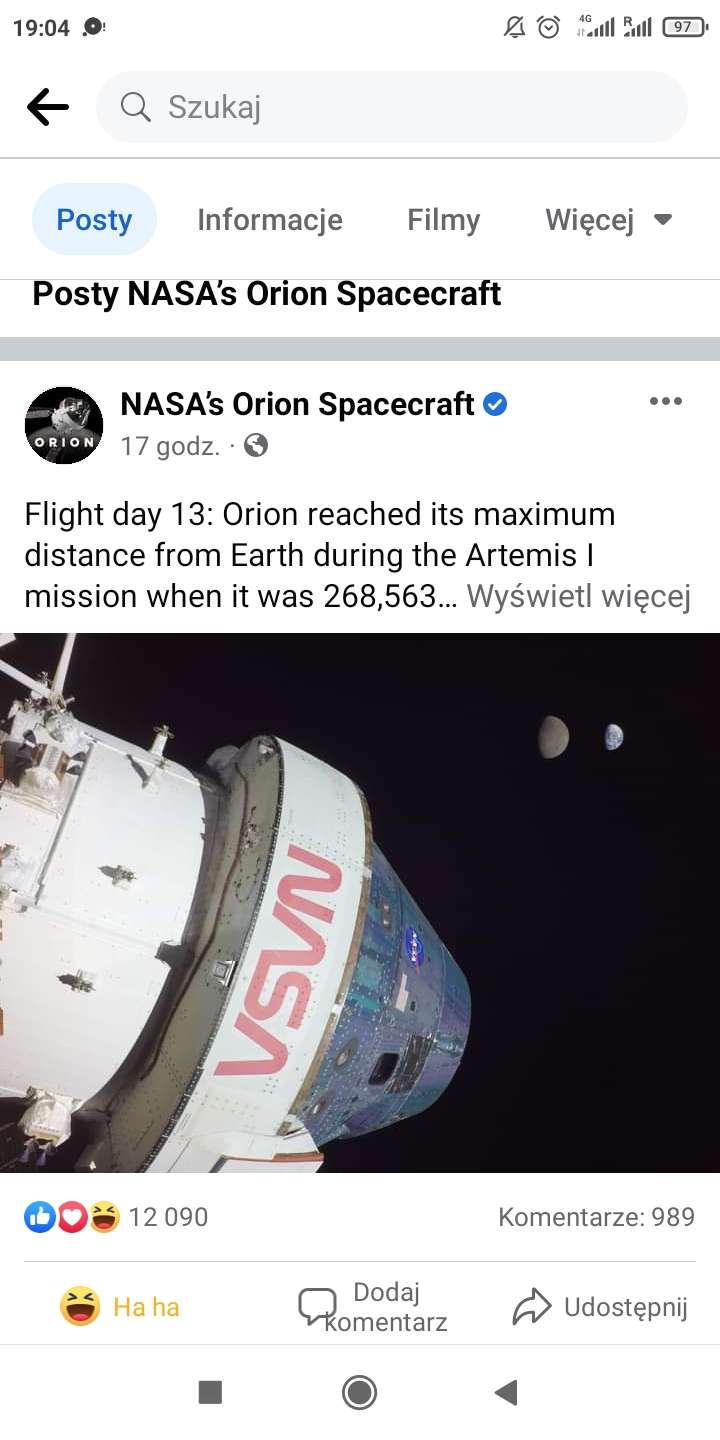 19:04
4G
R
97
Szukaj
Posty
Informacje
Filmy
Więcej
Posty NASA's Orion Spacecraft
ORION
NASA's Orion Spacecraft
17 godz. ·
Flight day 13: Orion reached its maximum
distance from Earth during the Artemis I
mission when it was 268,563... Wyświetl więcej
NASA
NASA
12 090
Komentarze: 989
Ha ha
Dodaj
komentarz
Udostępnij